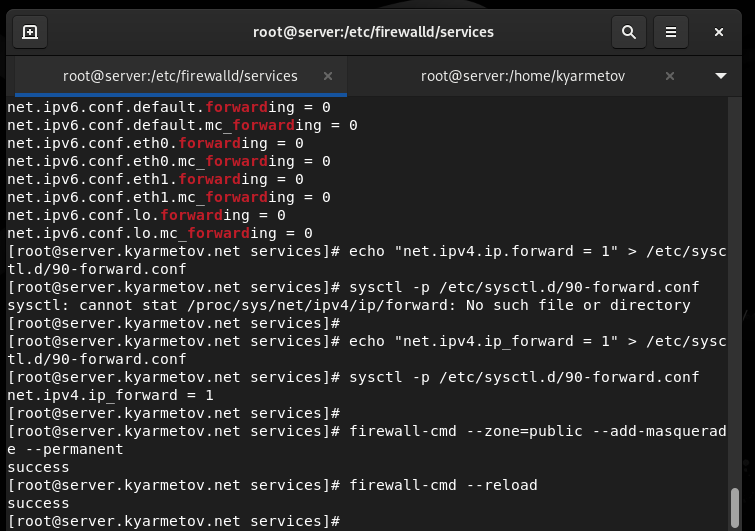 root@server:/etc/firewalld/services
root@server:/etc/firewalld/services
root@server:/home/kyarmetov
net.ipv6.conf.default.forwarding = 0
net.ipv6.conf.default.mc_forwarding = 0
net.ipv6.conf.eth0.forwarding = 0
net.ipv6.conf.eth0.mc_forwarding = 0
net.ipv6.conf.eth1.forwarding = 0
net.ipv6.conf.eth1.mc_forwarding = 0
net.ipv6.conf.lo.forwarding = 0
net.ipv6.conf.lo.mc_forwarding = 0
[root@server.kyarmetov.net services]# echo "net.ipv4.ip.forward = 1" > /etc/sysc
tl.d/90-forward.conf
[root@server.kyarmetov.net services]# sysctl -p /etc/sysctl.d/90-forward.conf
sysctl: cannot stat /proc/sys/net/ipv4/ip/forward: No such file or directory
[root@server.kyarmetov.net services]#
[root@server.kyarmetov.net services]# echo "net.ipv4.ip_forward = 1" > /etc/sysc
tl.d/90-forward.conf
[root@server.kyarmetov.net services]# sysctl -p /etc/sysctl.d/90-forward.conf
net.ipv4.ip_forward = 1
[root@server.kyarmetov.net services]#
[root@server.kyarmetov.net services]# firewall-cmd --zone=public --add-masquerad
e --permanent
success
[root@server.kyarmetov.net services]# firewall-cmd --reload
success
[root@server.kyarmetov.net services]#